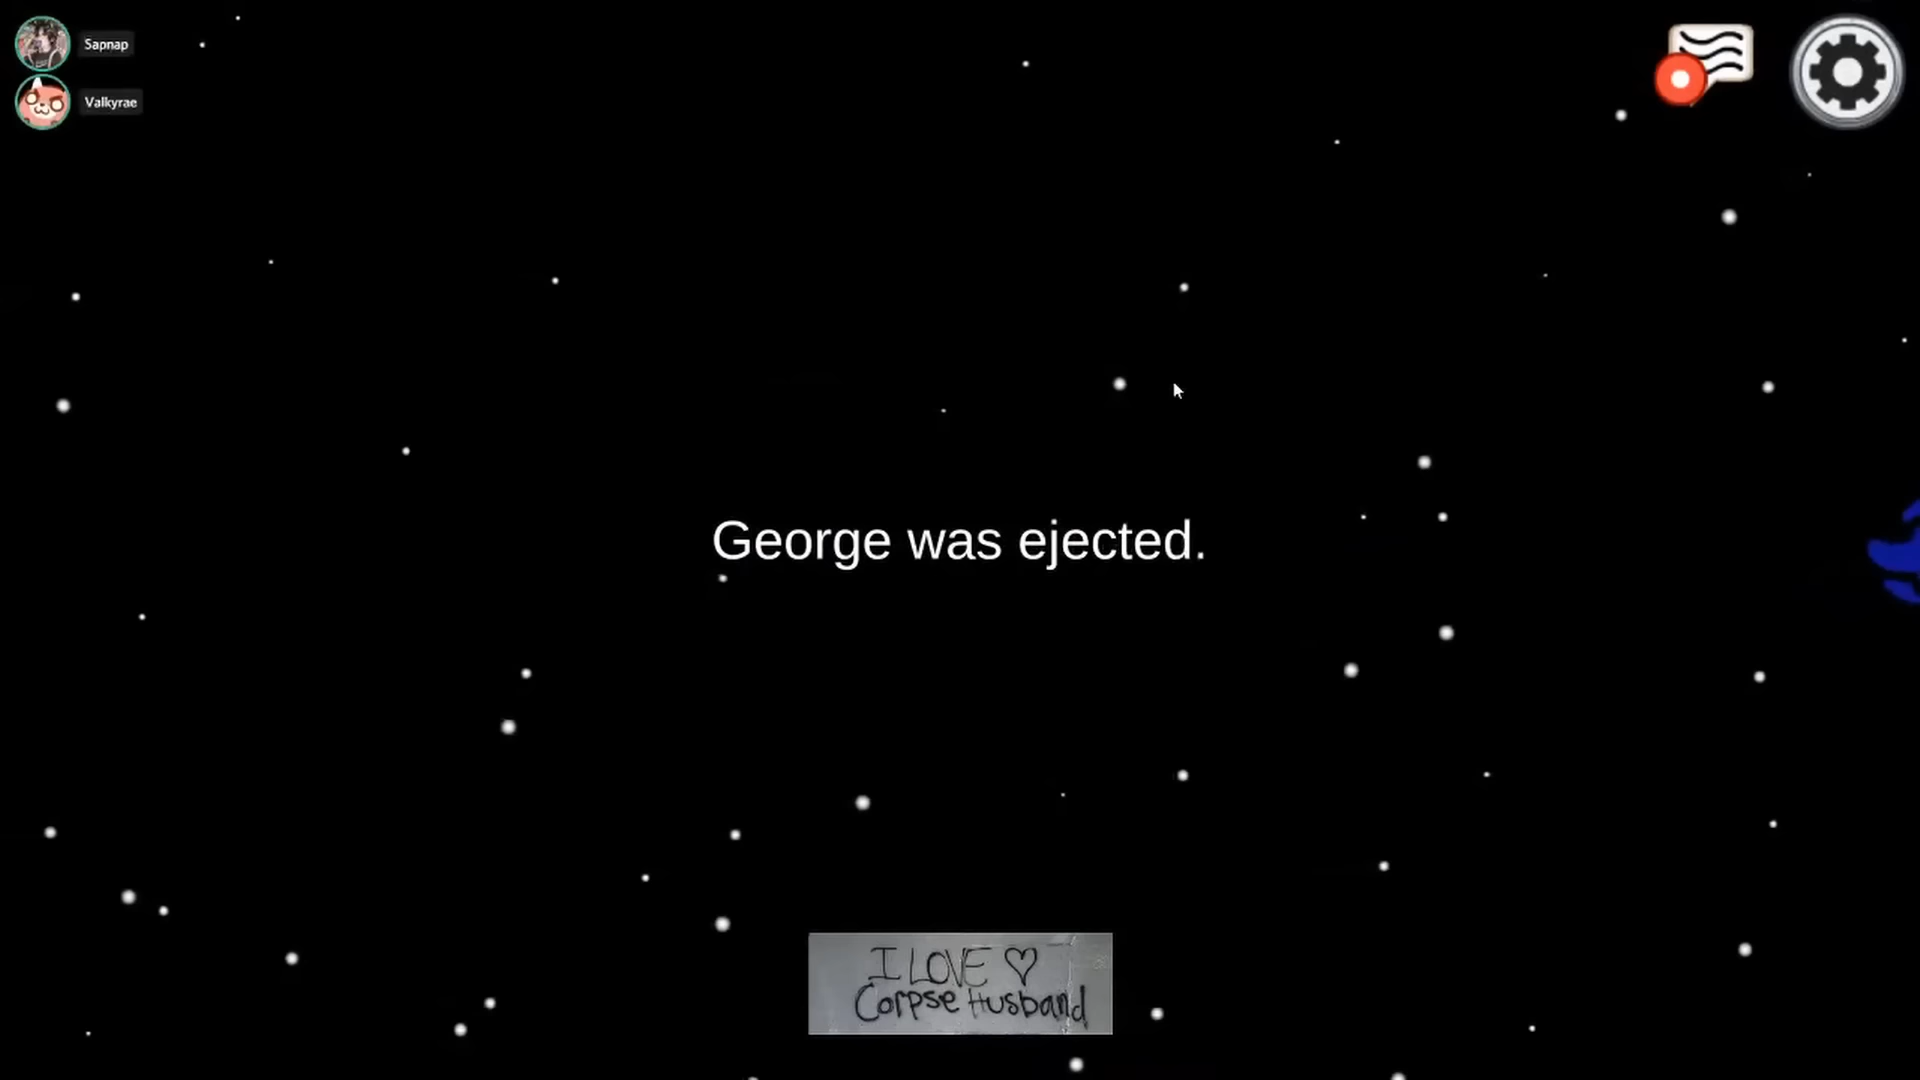 Sapnap
Valkyrae
George was ejected.
I LOVE ♡
Corpse Husband